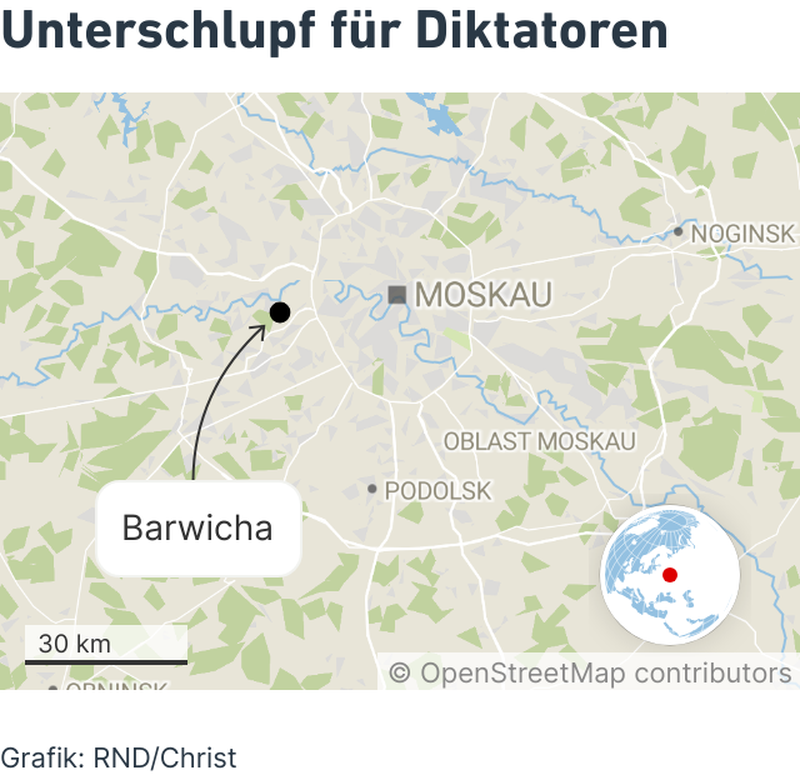 Unterschlupf für Diktatoren
NOGINSK
MOSKAU
OBLAST MOSKAU
PODOLSK
Barwicha
30 km
© OpenStreetMap contributors
Grafik: RND/Christ